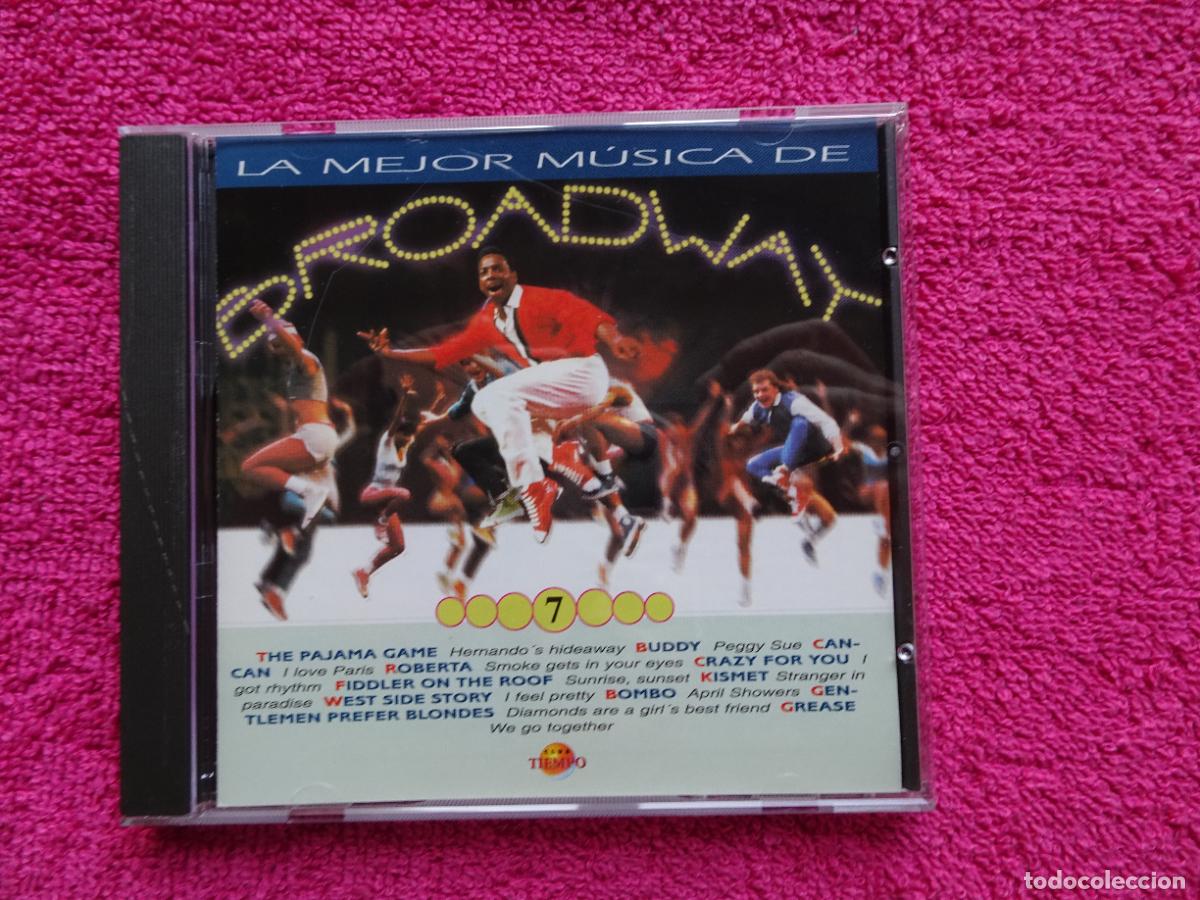 LA MEJOR MÚSICA DE
BROADWAY
7
THE PAJAMA GAME Hernando´s hideaway BUDDY Peggy Sue CAN-
CAN I love Paris ROBERTA Smoke gets in your eyes CRAZY FOR YOU I
got rhythm FIDDLER ON THE ROOF Sunrise, sunset KISMET Stranger in
paradise WEST SIDE STORY I feel pretty BOMBO April Showers GEN-
TLEMEN PREFER BLONDES Diamonds are a girl´s best friend GREASE
We go together
TIEMPO
todocoleccion